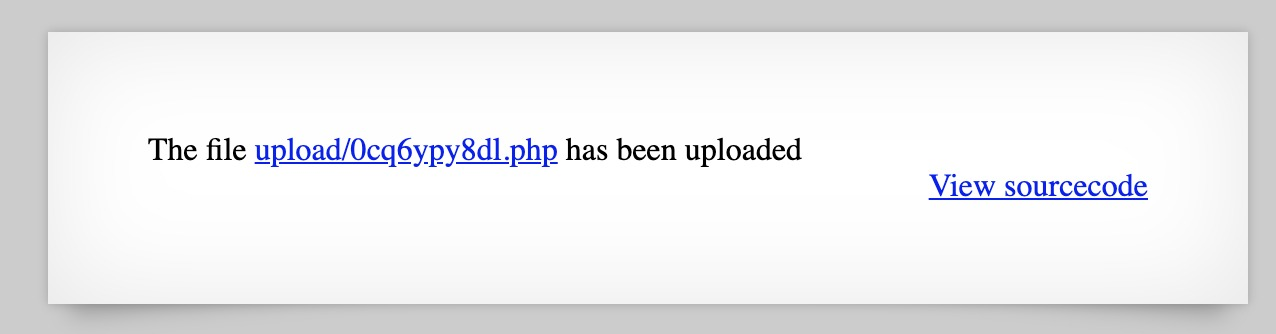 The file upload/0cq6ypy8dl.php has been uploaded
View sourcecode